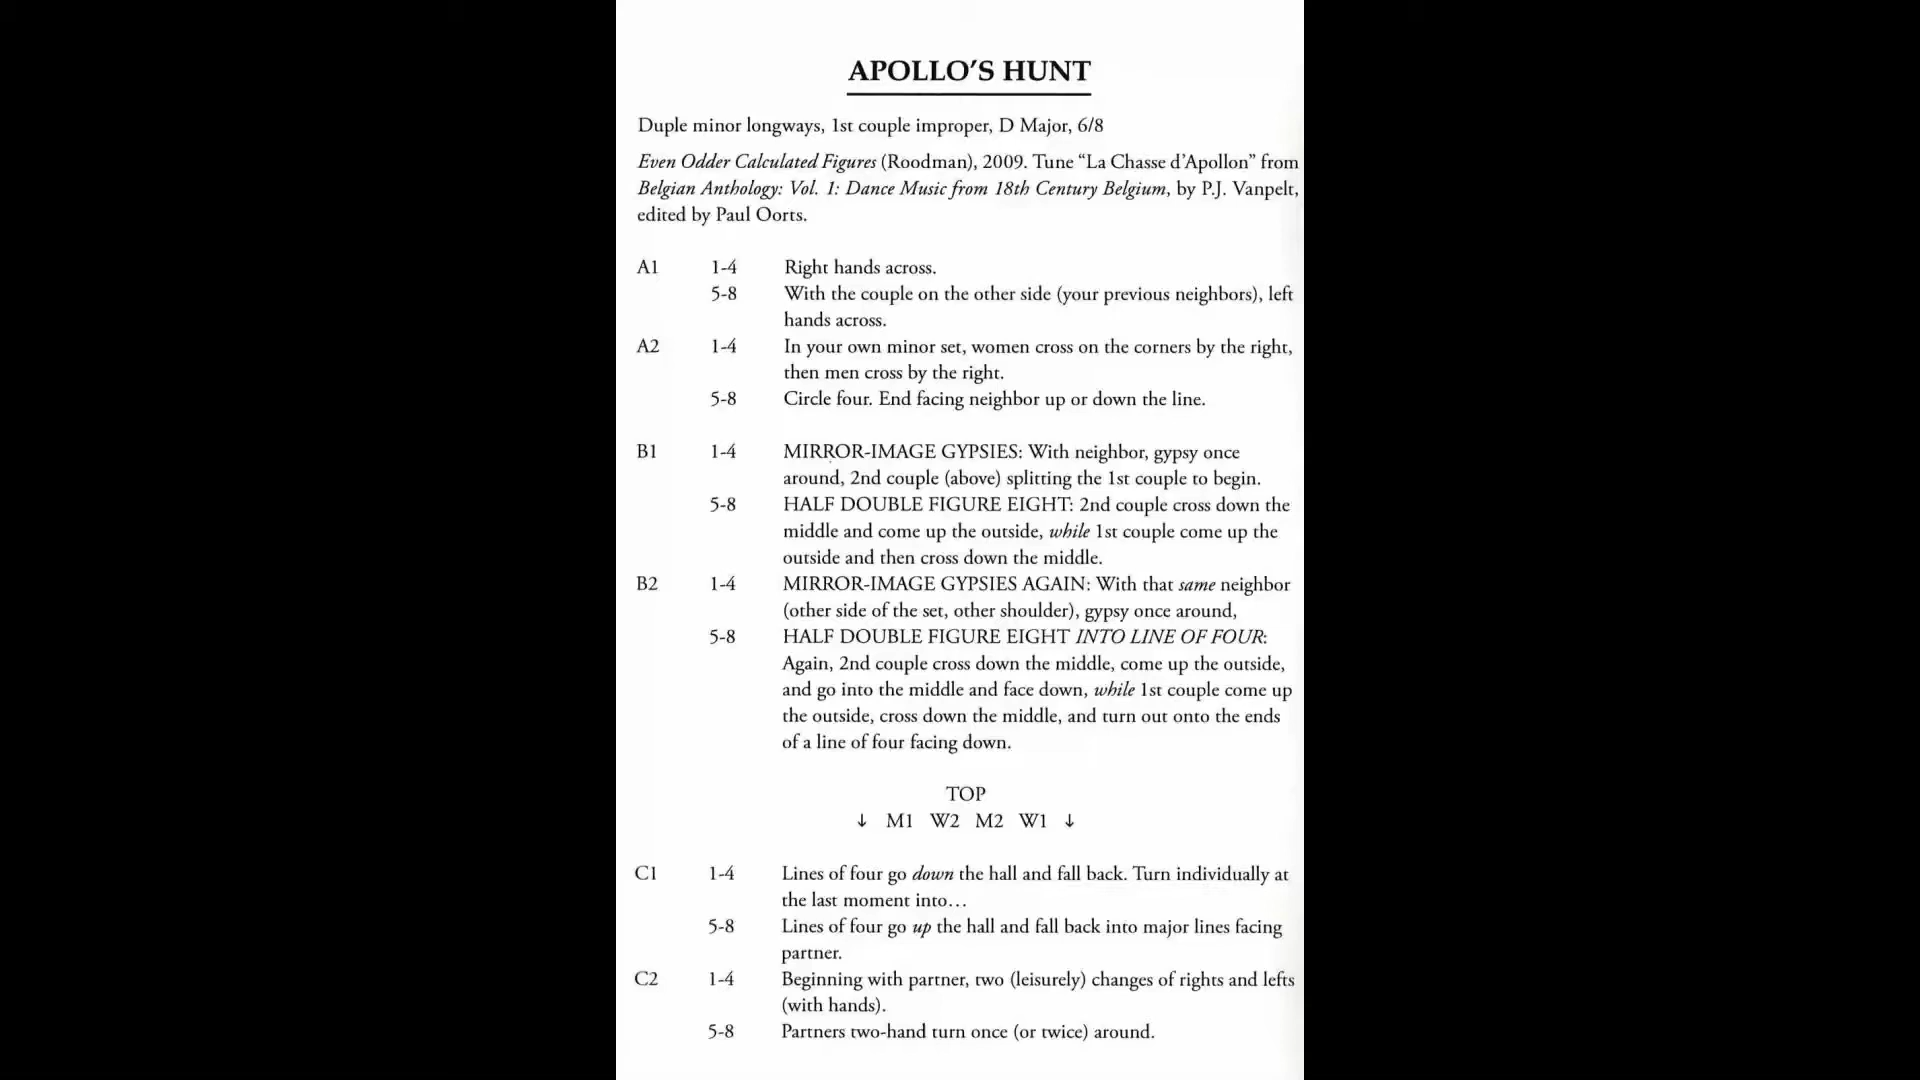 APOLLO'S HUNT
Duple minor longways, 1st couple improper, D Major, 6/8
Even Odder Calculated Figures (Roodman), 2009. Tune “La Chasse d'Apollon” from
Belgian Anthology: Vol. 1: Dance Music from 18th Century Belgium, by P.J. Vanpelt,
edited by Paul Oorts.
A1 1-4 Right hands across.
5-8 With the couple on the other side (your previous neighbors), left
hands across.
A2 1-4 In your own minor set, women cross on the corners by the right,
then men cross by the right.
5-8 Circle four. End facing neighbor up or down the line.
B1 1-4 MIRROR-IMAGE GYPSIES: With neighbor, gypsy once
around, 2nd couple (above) splitting the 1st couple to begin.
5-8 HALF DOUBLE FIGURE EIGHT: 2nd couple cross down the
middle and come up the outside, while 1st couple come up the
outside and then cross down the middle.
B2 1-4 MIRROR-IMAGE GYPSIES AGAIN: With that same neighbor
(other side of the set, other shoulder), gypsy once around,
5-8 HALF DOUBLE FIGURE EIGHT INTO LINE OF FOUR:
Again, 2nd couple cross down the middle, come up the outside,
and go into the middle and face down, while 1st couple come up
the outside, cross down the middle, and turn out onto the ends
of a line of four facing down.
TOP
↓ M1 W2 M2 W1 ↓
C1 1-4 Lines of four go down the hall and fall back. Turn individually at
the last moment into…
5-8 Lines of four go up the hall and fall back into major lines facing
partner.
C2 1-4 Beginning with partner, two (leisurely) changes of rights and lefts
(with hands).
5-8 Partners two-hand turn once (or twice) around.